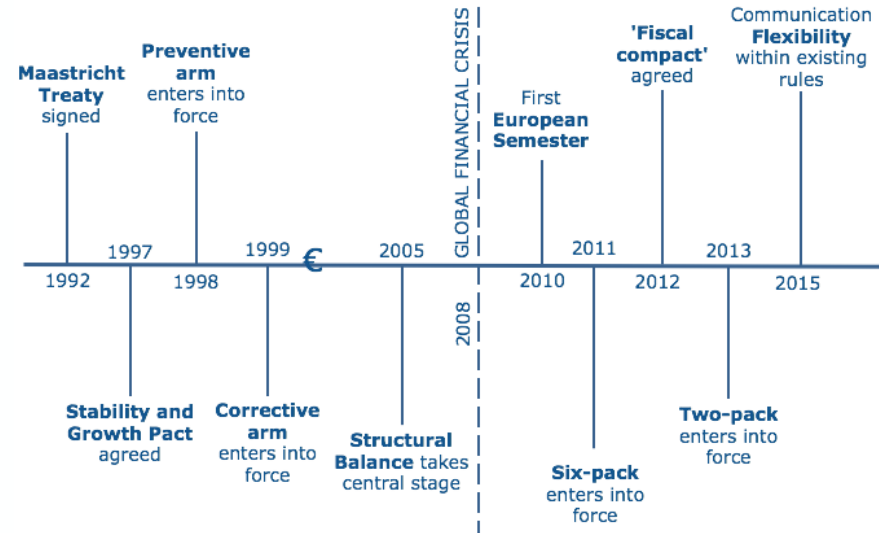 Maastricht
Treaty
signed
Preventive
arm
enters into
force
GLOBAL FINANCIAL CRISIS
First
European
Semester
'Fiscal
compact'
agreed
Communication
Flexibility
within existing
rules
1997
1999
€
2005
2011
2013
1992
1998
2008
2010
2012
2015
Stability and
Growth Pact
agreed
Corrective
arm
enters into
force
Structural
Balance takes
central stage
Six-pack
enters into
force
Two-pack
enters into
force